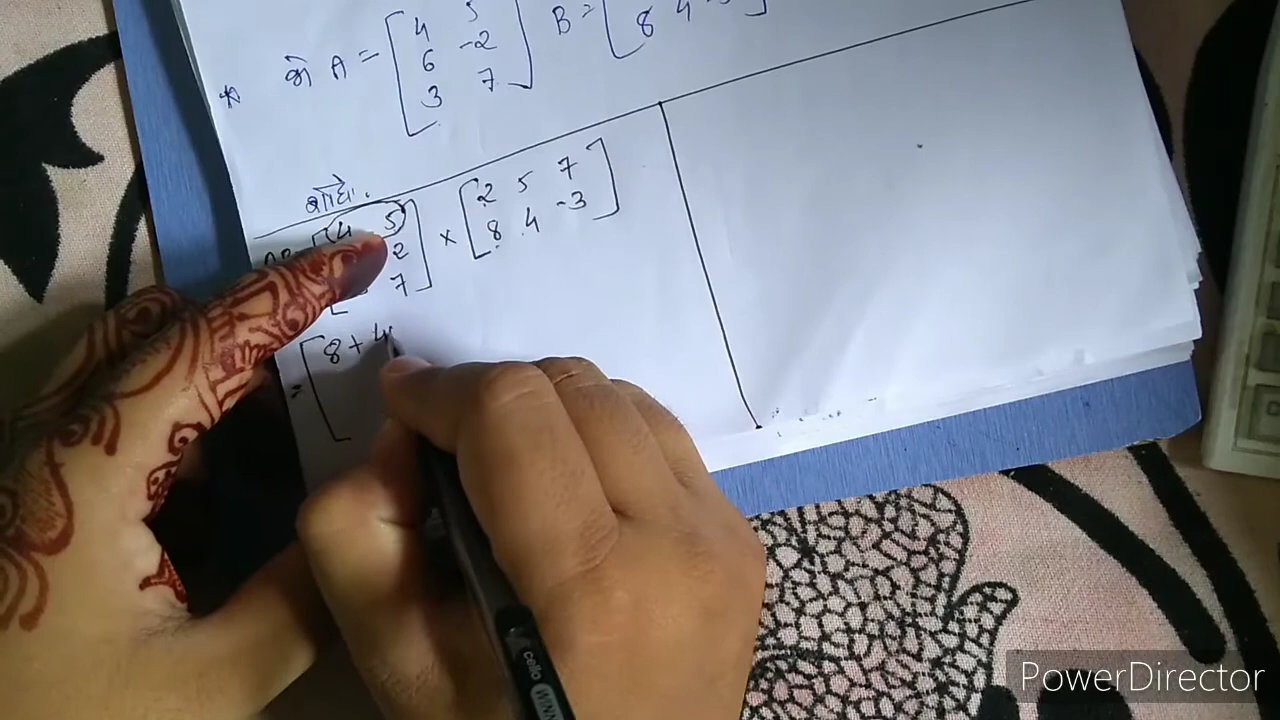 * जो A = [4 5 B = [
6 -2 8 4
3 7]
4 5 × [2 5 7
2] 8 4 -3]
7]
= [8 + 4
cello
PowerDirector